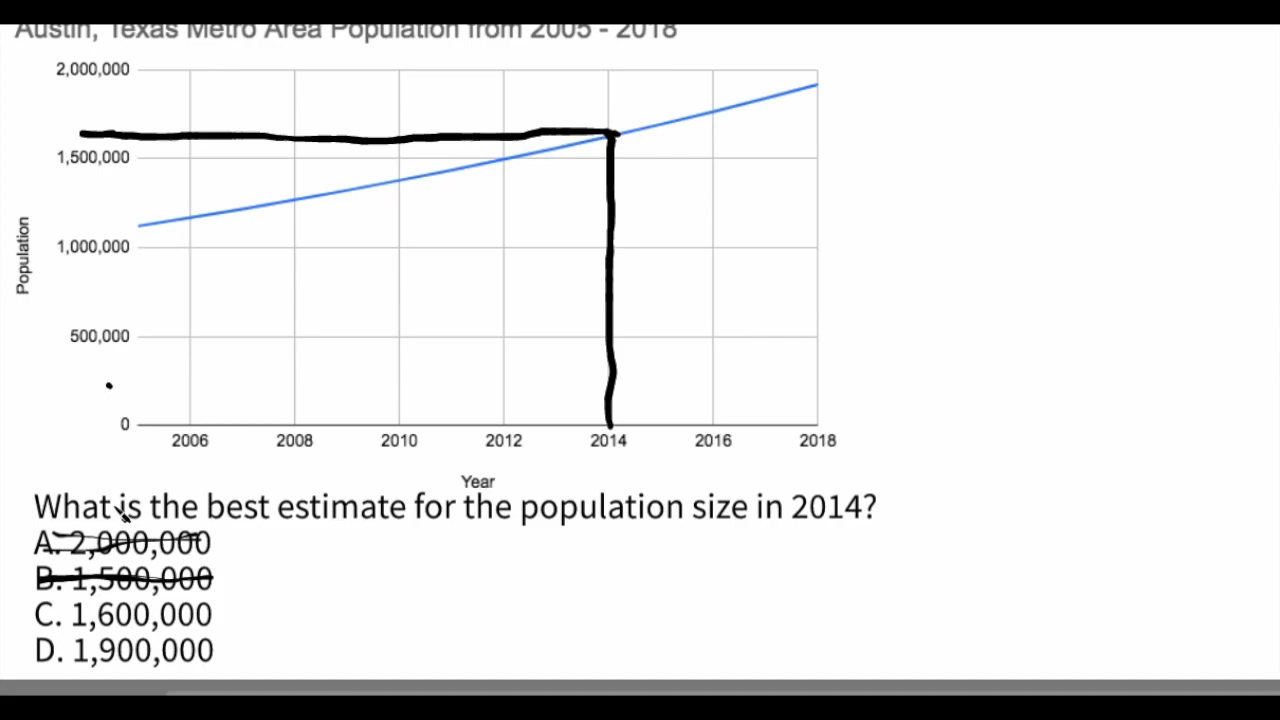 Austin, Texas Metro Area Population from 2005 - 2018
2,000,000
1,500,000
1,000,000
500,000
0
Population
2006 2008 2010 2012 2014 2016 2018
Year
What is the best estimate for the population size in 2014?
A. 2,000,000
B. 1,500,000
C. 1,600,000
D. 1,900,000